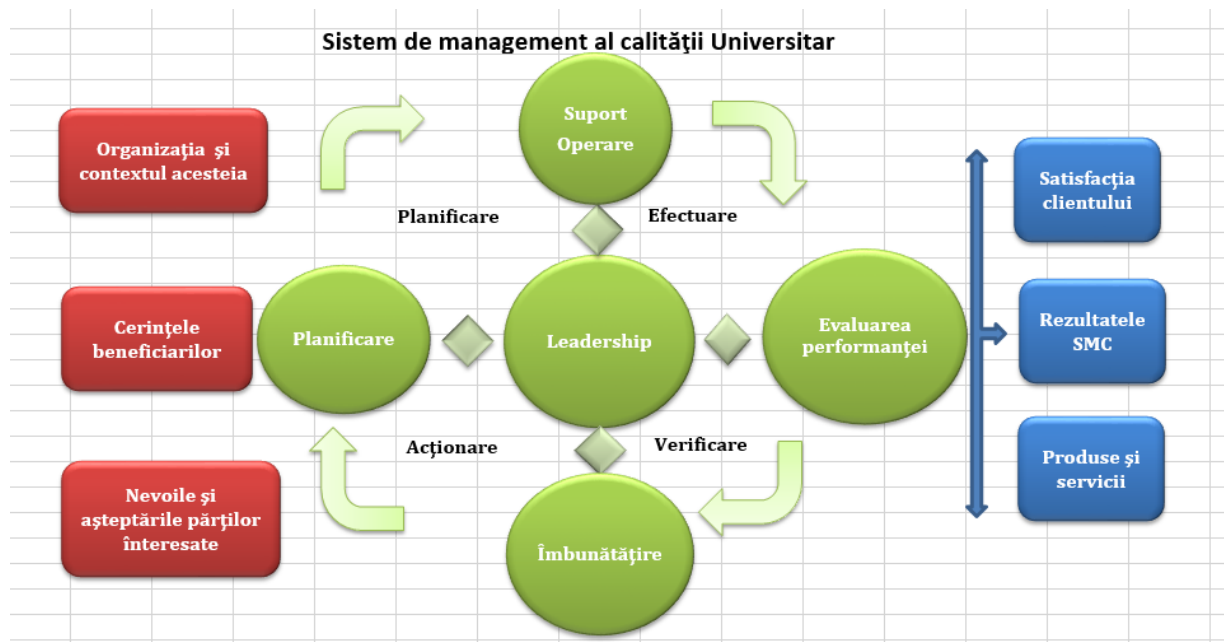 Sistem de management al calităţii Universitar
Suport
Operare
Organizaţia şi
contextul acesteia
Satisfacţia
clientului
Planificare
Efectuare
Cerinţele
beneficiarilor
Planificare
Leadership
Evaluarea
performanţei
Rezultatele
SMC
Acţionare
Verificare
Nevoile şi
aşteptările părţilor
înteresate
Îmbunătăţire
Produse şi
servicii